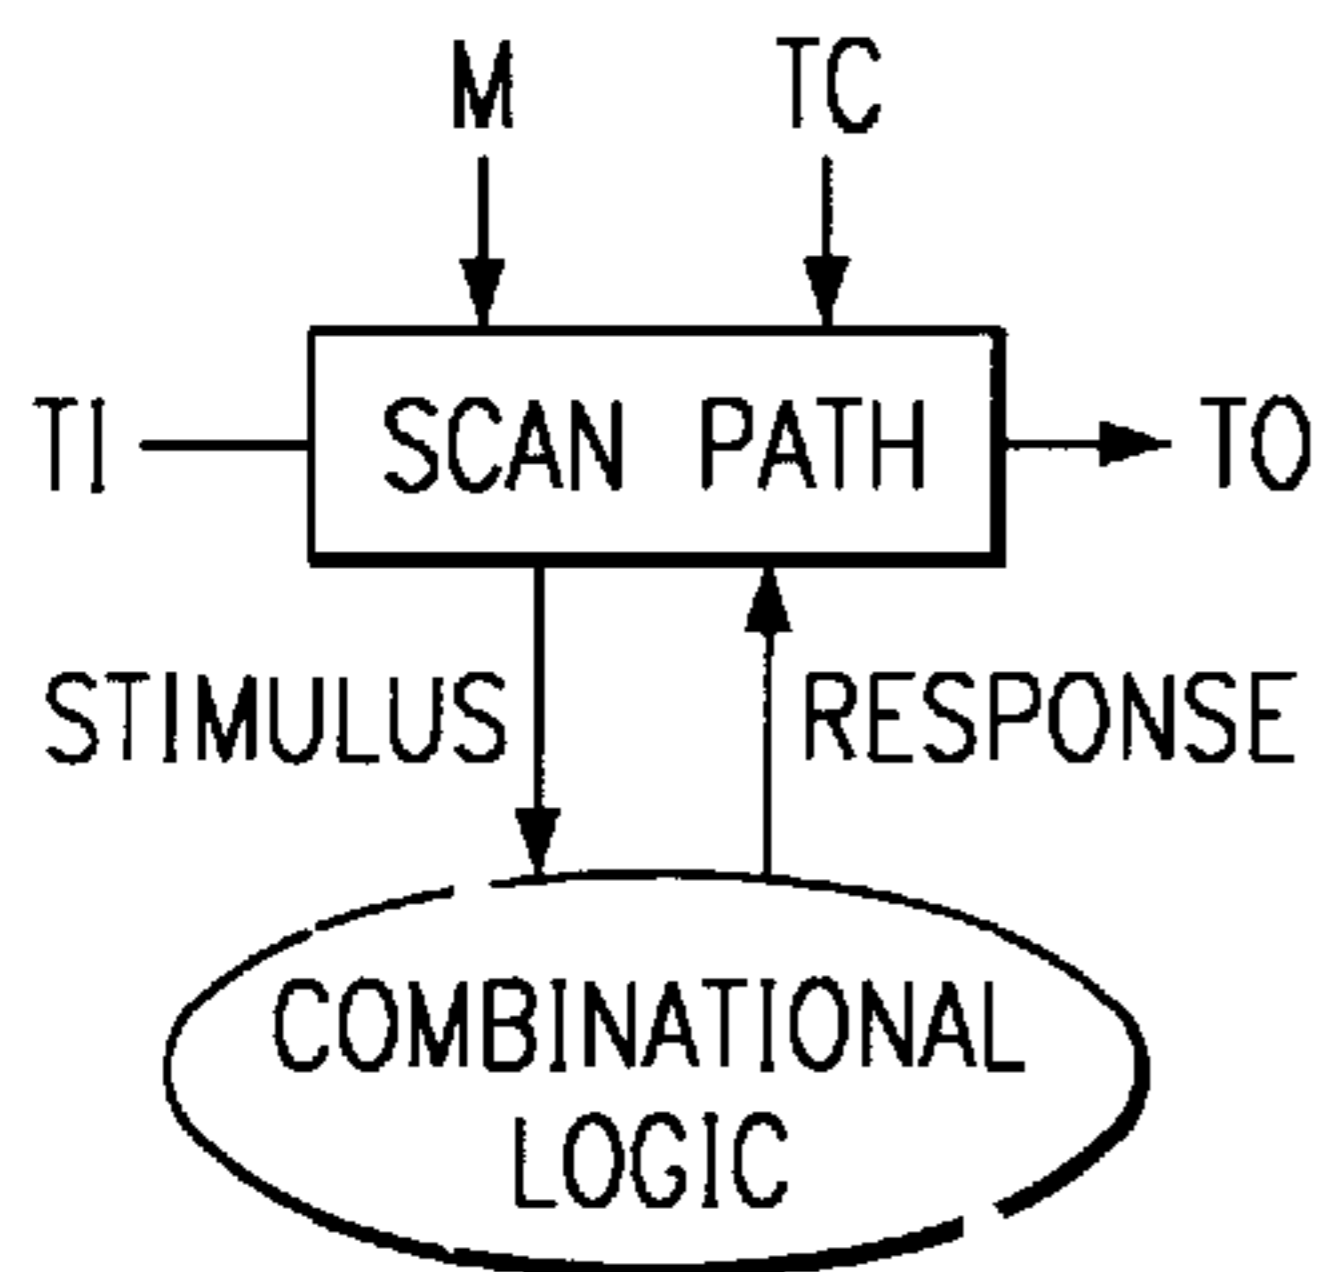 M TC
TI SCAN PATH TO
STIMULUS RESPONSE
COMBINATIONAL
LOGIC